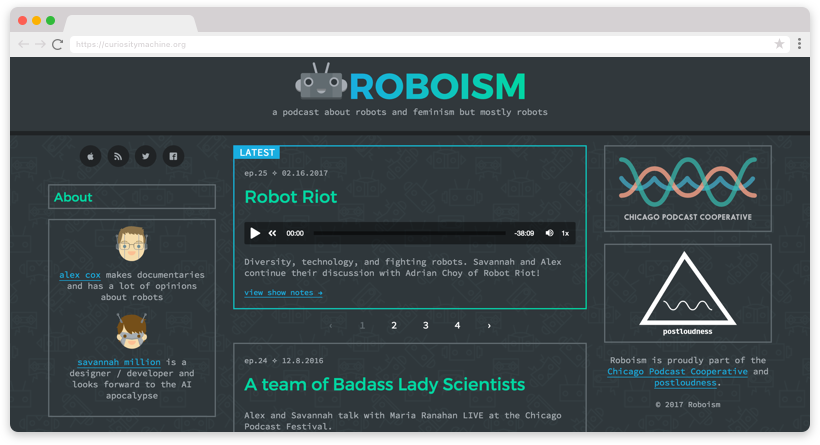 https://curiositymachine.org
ROBOISM
a podcast about robots and feminism but mostly robots
About
alex cox makes documentaries
and has a lot of opinions
about robots
savannah million is a
designer / developer and
looks forward to the AI
apocalypse
LATEST
ep.25 ✧ 02.16.2017
Robot Riot
00:00 -38:09 1x
Diversity, technology, and fighting robots. Savannah and Alex
continue their discussion with Adrian Choy of Robot Riot!
view show notes →
‹ 1 2 3 4 ›
ep.24 ✧ 12.8.2016
A team of Badass Lady Scientists
Alex and Savannah talk with Maria Ranahan LIVE at the Chicago
Podcast Festival.
CHICAGO PODCAST COOPERATIVE
postloudness
Roboism is proudly part of the
Chicago Podcast Cooperative and
postloudness.
© 2017 Roboism